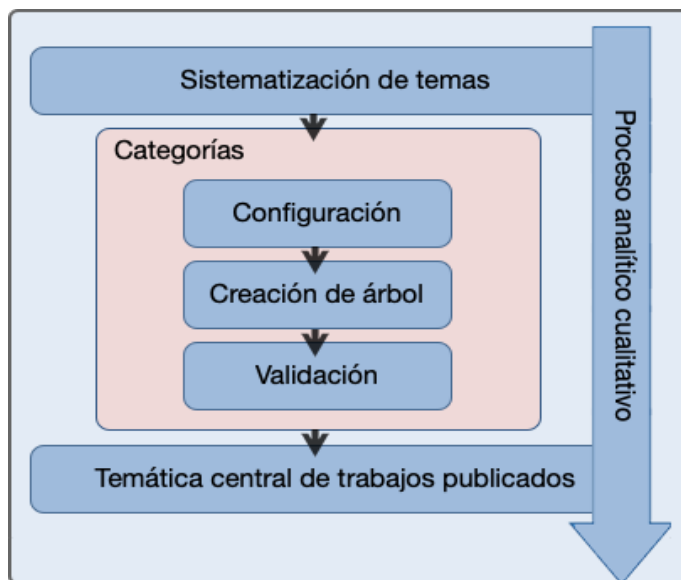 Sistematización de temas
Categorías
Configuración
Creación de árbol
Validación
Temática central de trabajos publicados
Proceso analítico cualitativo